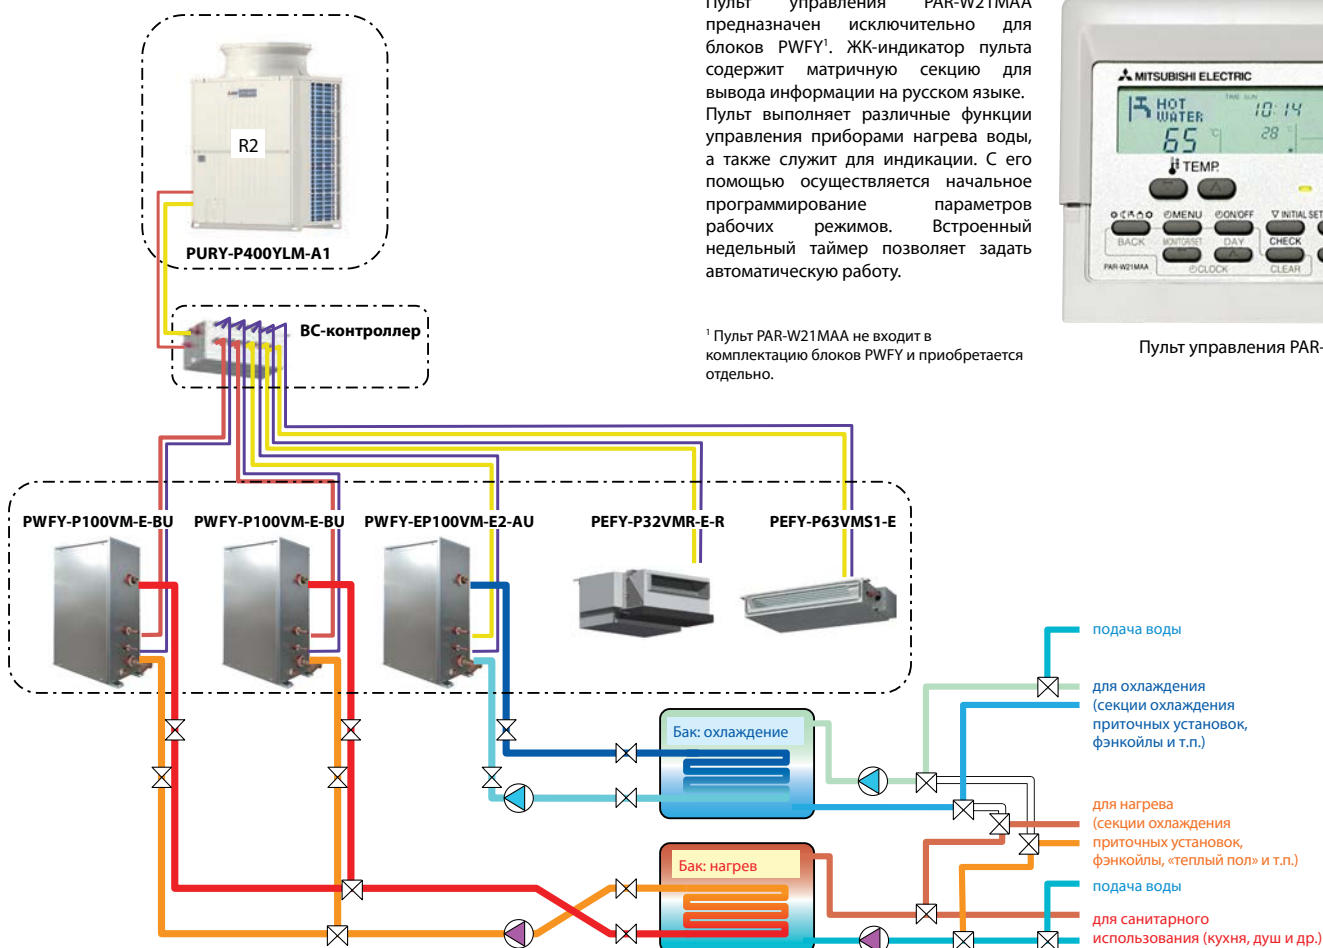 Пульт управления PAR-W21MAA
предназначен исключительно для
блоков PWFY¹. ЖК-индикатор пульта
содержит матричную секцию для
вывода информации на русском языке.
Пульт выполняет различные функции
управления приборами нагрева воды,
а также служит для индикации. С его
помощью осуществляется начальное
программирование параметров
рабочих режимов. Встроенный
недельный таймер позволяет задать
автоматическую работу.
¹ Пульт PAR-W21MAA не входит в
комплектацию блоков PWFY и приобретается
отдельно.
MITSUBISHI ELECTRIC
TIME SUN
HOT
WATER
10:14
65 °C
28 °C
TEMP.
MENU
ON/OFF
INITIAL SET
BACK
MONITOR/SET
DAY
CHECK
PAR-W21MAA
CLOCK
CLEAR
Пульт управления PAR-
R2
PURY-P400YLM-A1
ВС-контроллер
PWFY-P100VM-E-BU
PWFY-P100VM-E-BU
PWFY-EP100VM-E2-AU
PEFY-P32VMR-E-R
PEFY-P63VMS1-E
Бак: охлаждение
Бак: нагрев
подача воды
для охлаждения
(секции охлаждения
приточных установок,
фэнкойлы и т.п.)
для нагрева
(секции охлаждения
приточных установок,
фэнкойлы, «теплый пол» и т.п.)
подача воды
для санитарного
использования (кухня, душ и др.)